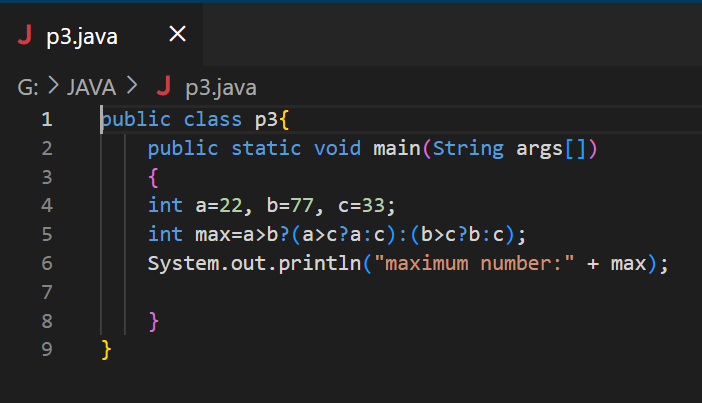 J p3.java ×
G: > JAVA > J p3.java
1 public class p3{
2     public static void main(String args[])
3     {
4     int a=22, b=77, c=33;
5     int max=a>b?(a>c?a:c):(b>c?b:c);
6     System.out.println("maximum number:" + max);
7
8     }
9 }